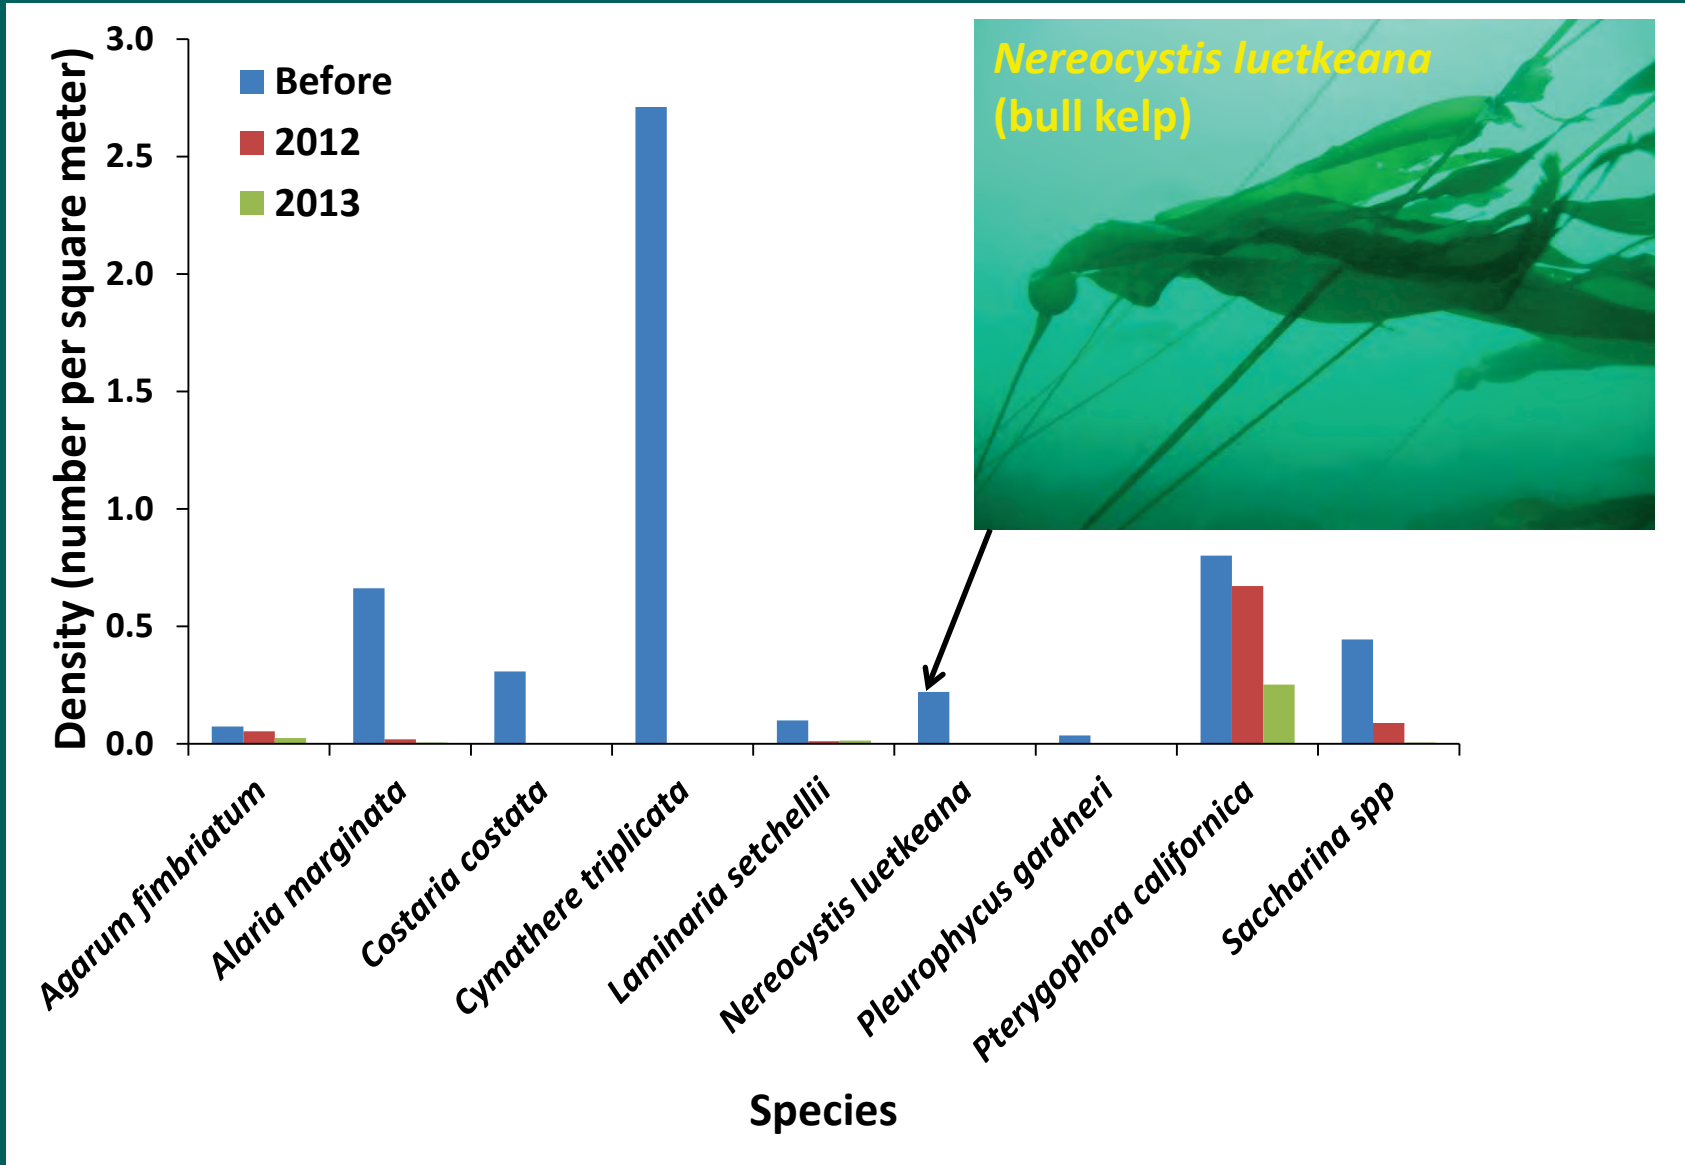 3.0
2.5
2.0
1.5
1.0
0.5
0.0
Density (number per square meter)
Before
2012
2013
Nereocystis luetkeana
(bull kelp)
Agarum fimbriatum
Alaria marginata
Costaria costata
Cymathere triplicata
Laminaria setchellii
Nereocystis luetkeana
Pleurophycus gardneri
Pterygophora californica
Saccharina spp
Species